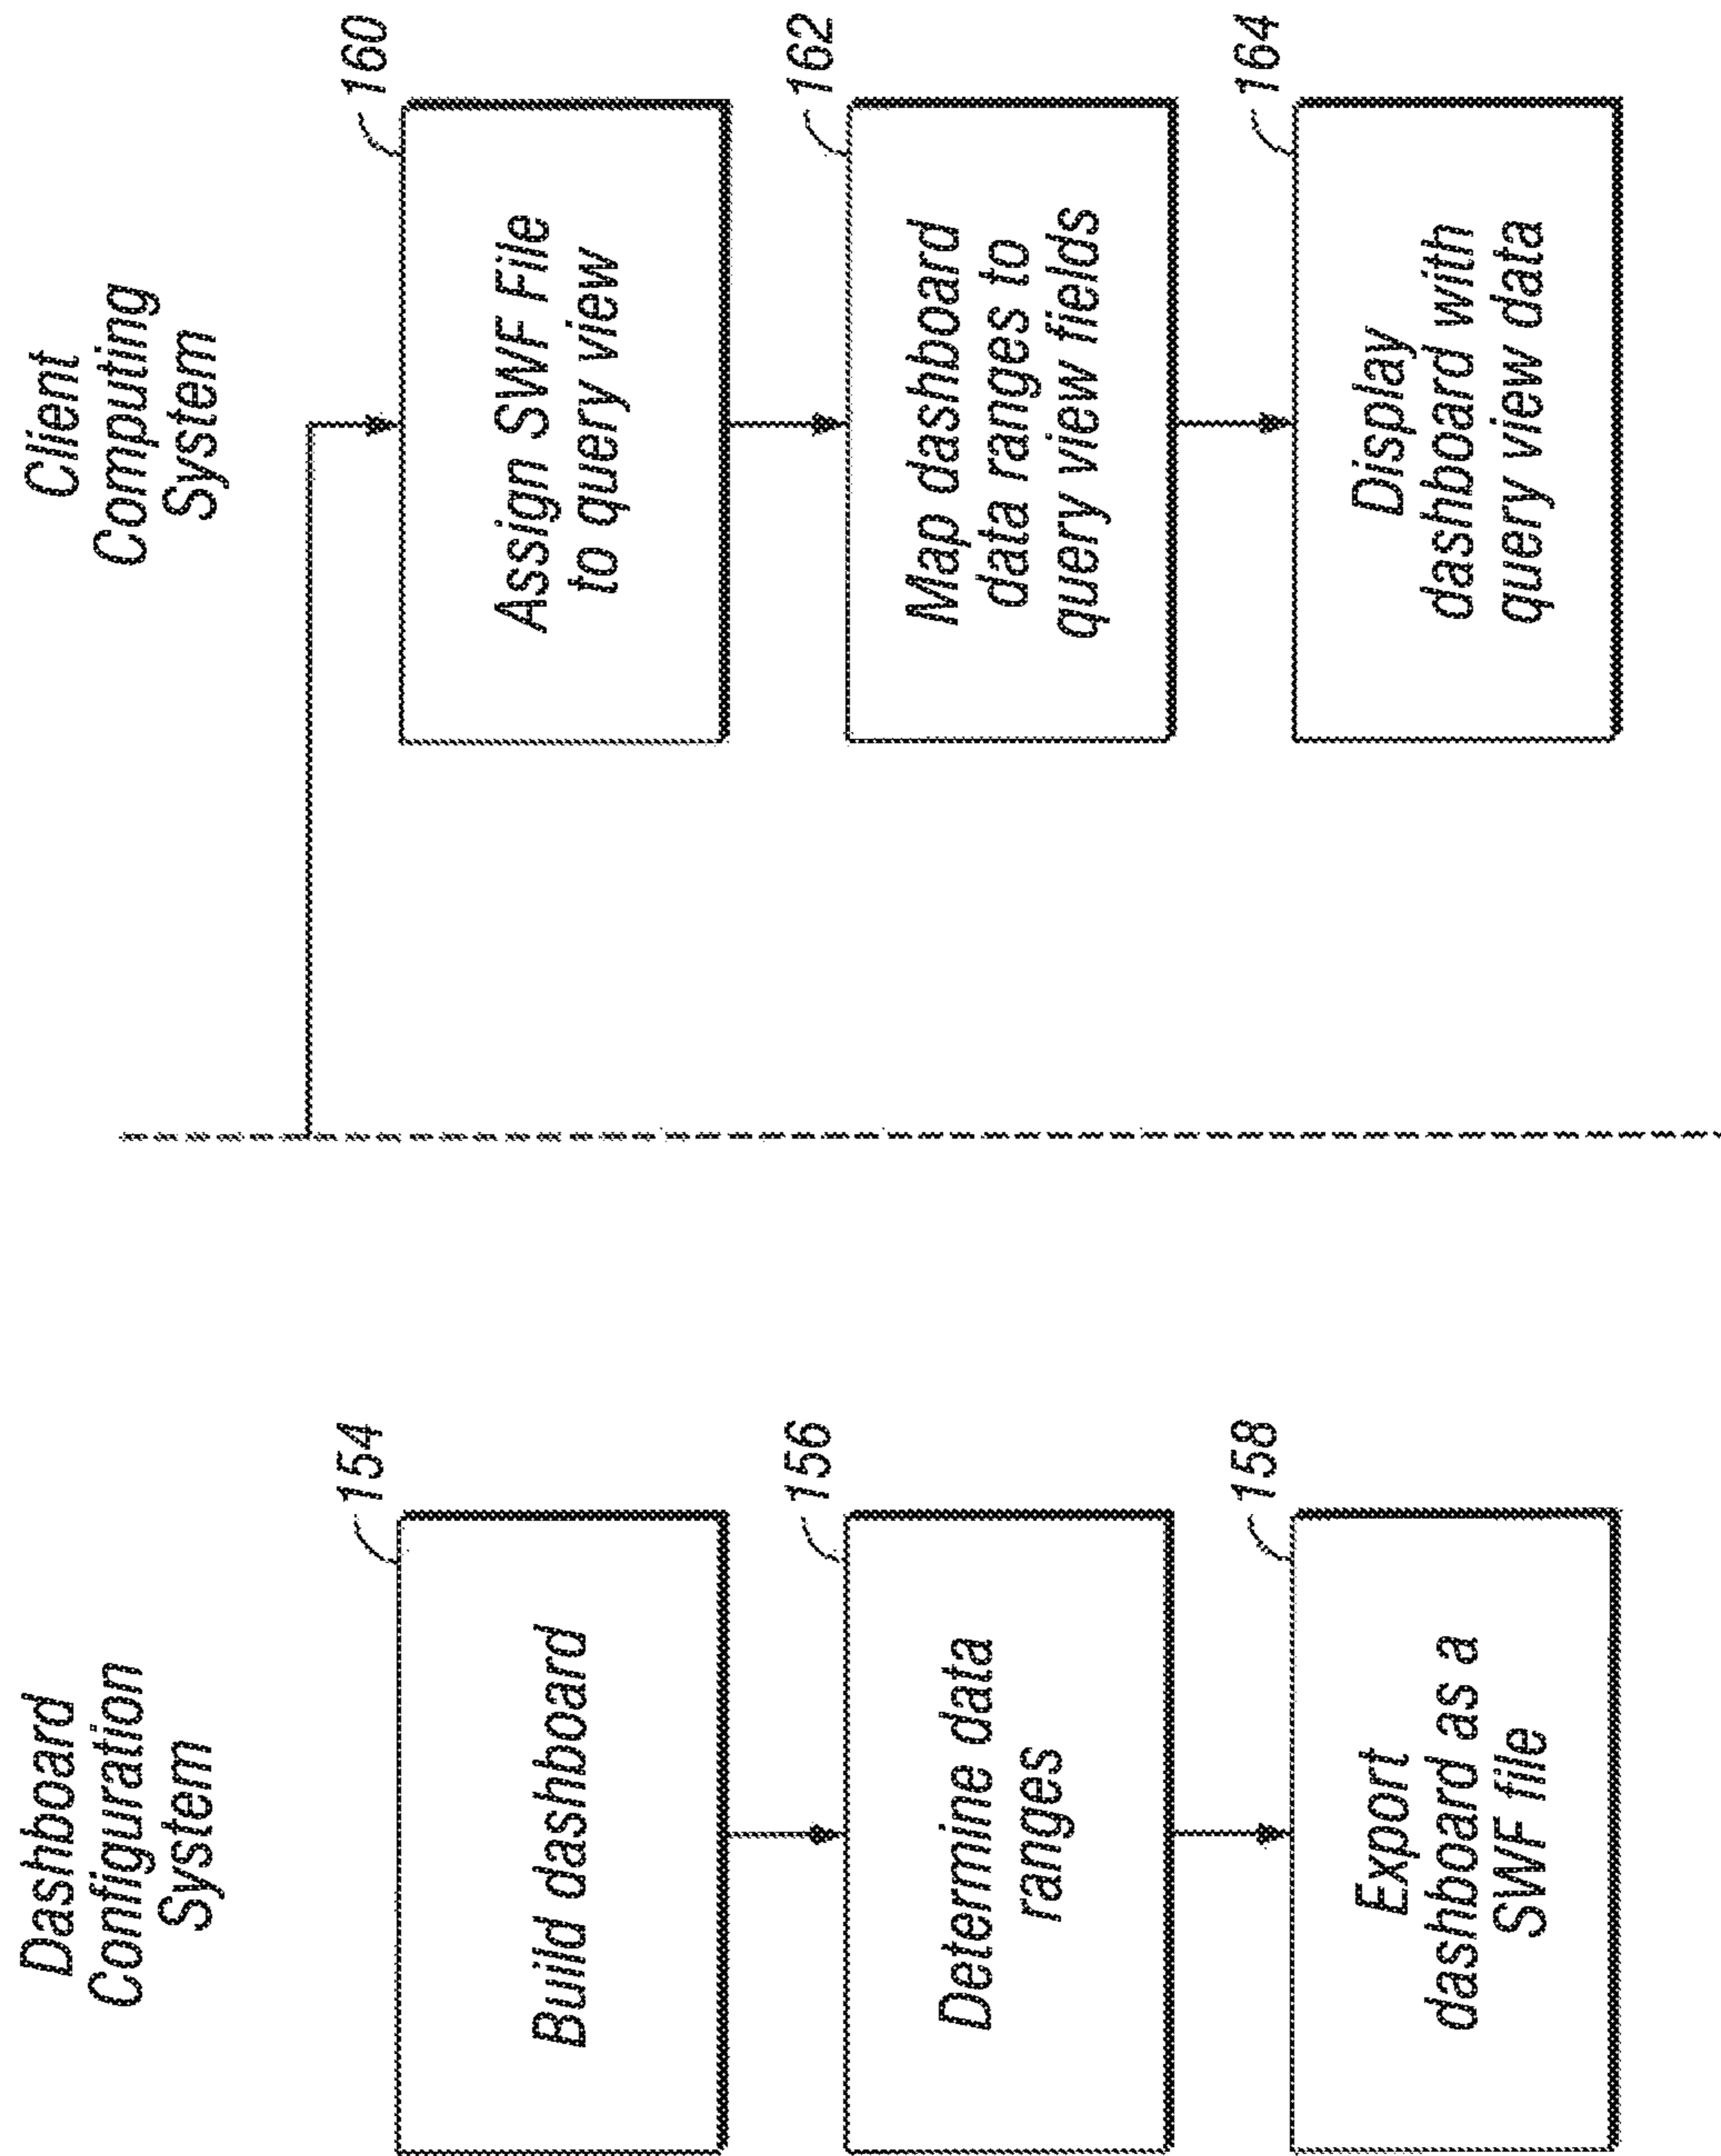 Dashboard
Configuration
System
154
Build dashboard
156
Determine data
ranges
158
Export
dashboard as a
SWF file
Client
Computing
System
160
Assign SWF File
to query view
162
Map dashboard
data ranges to
query view fields
164
Display
dashboard with
query view data